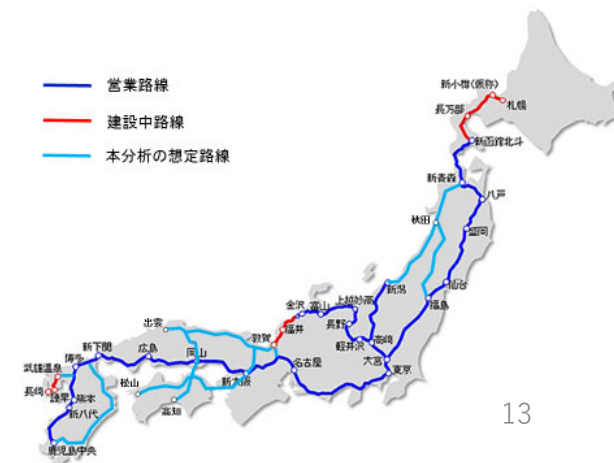 営業路線
建設中路線
本分析の想定路線
新小樽(仮称)
札幌
長万部
新函館北斗
新青森
八戸
秋田
盛岡
新潟
仙台
福島
金沢
富山
上越妙高
長野
福井
敦賀
軽井沢
高崎
大宮
東京
名古屋
出雲
岡山
新大阪
新下関
広島
博多
松山
高知
武雄温泉
長崎
諫早
熊本
新八代
鹿児島中央
13